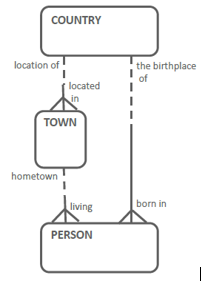 COUNTRY
location of
the birthplace
of
located
in
TOWN
hometown
living
born in
PERSON